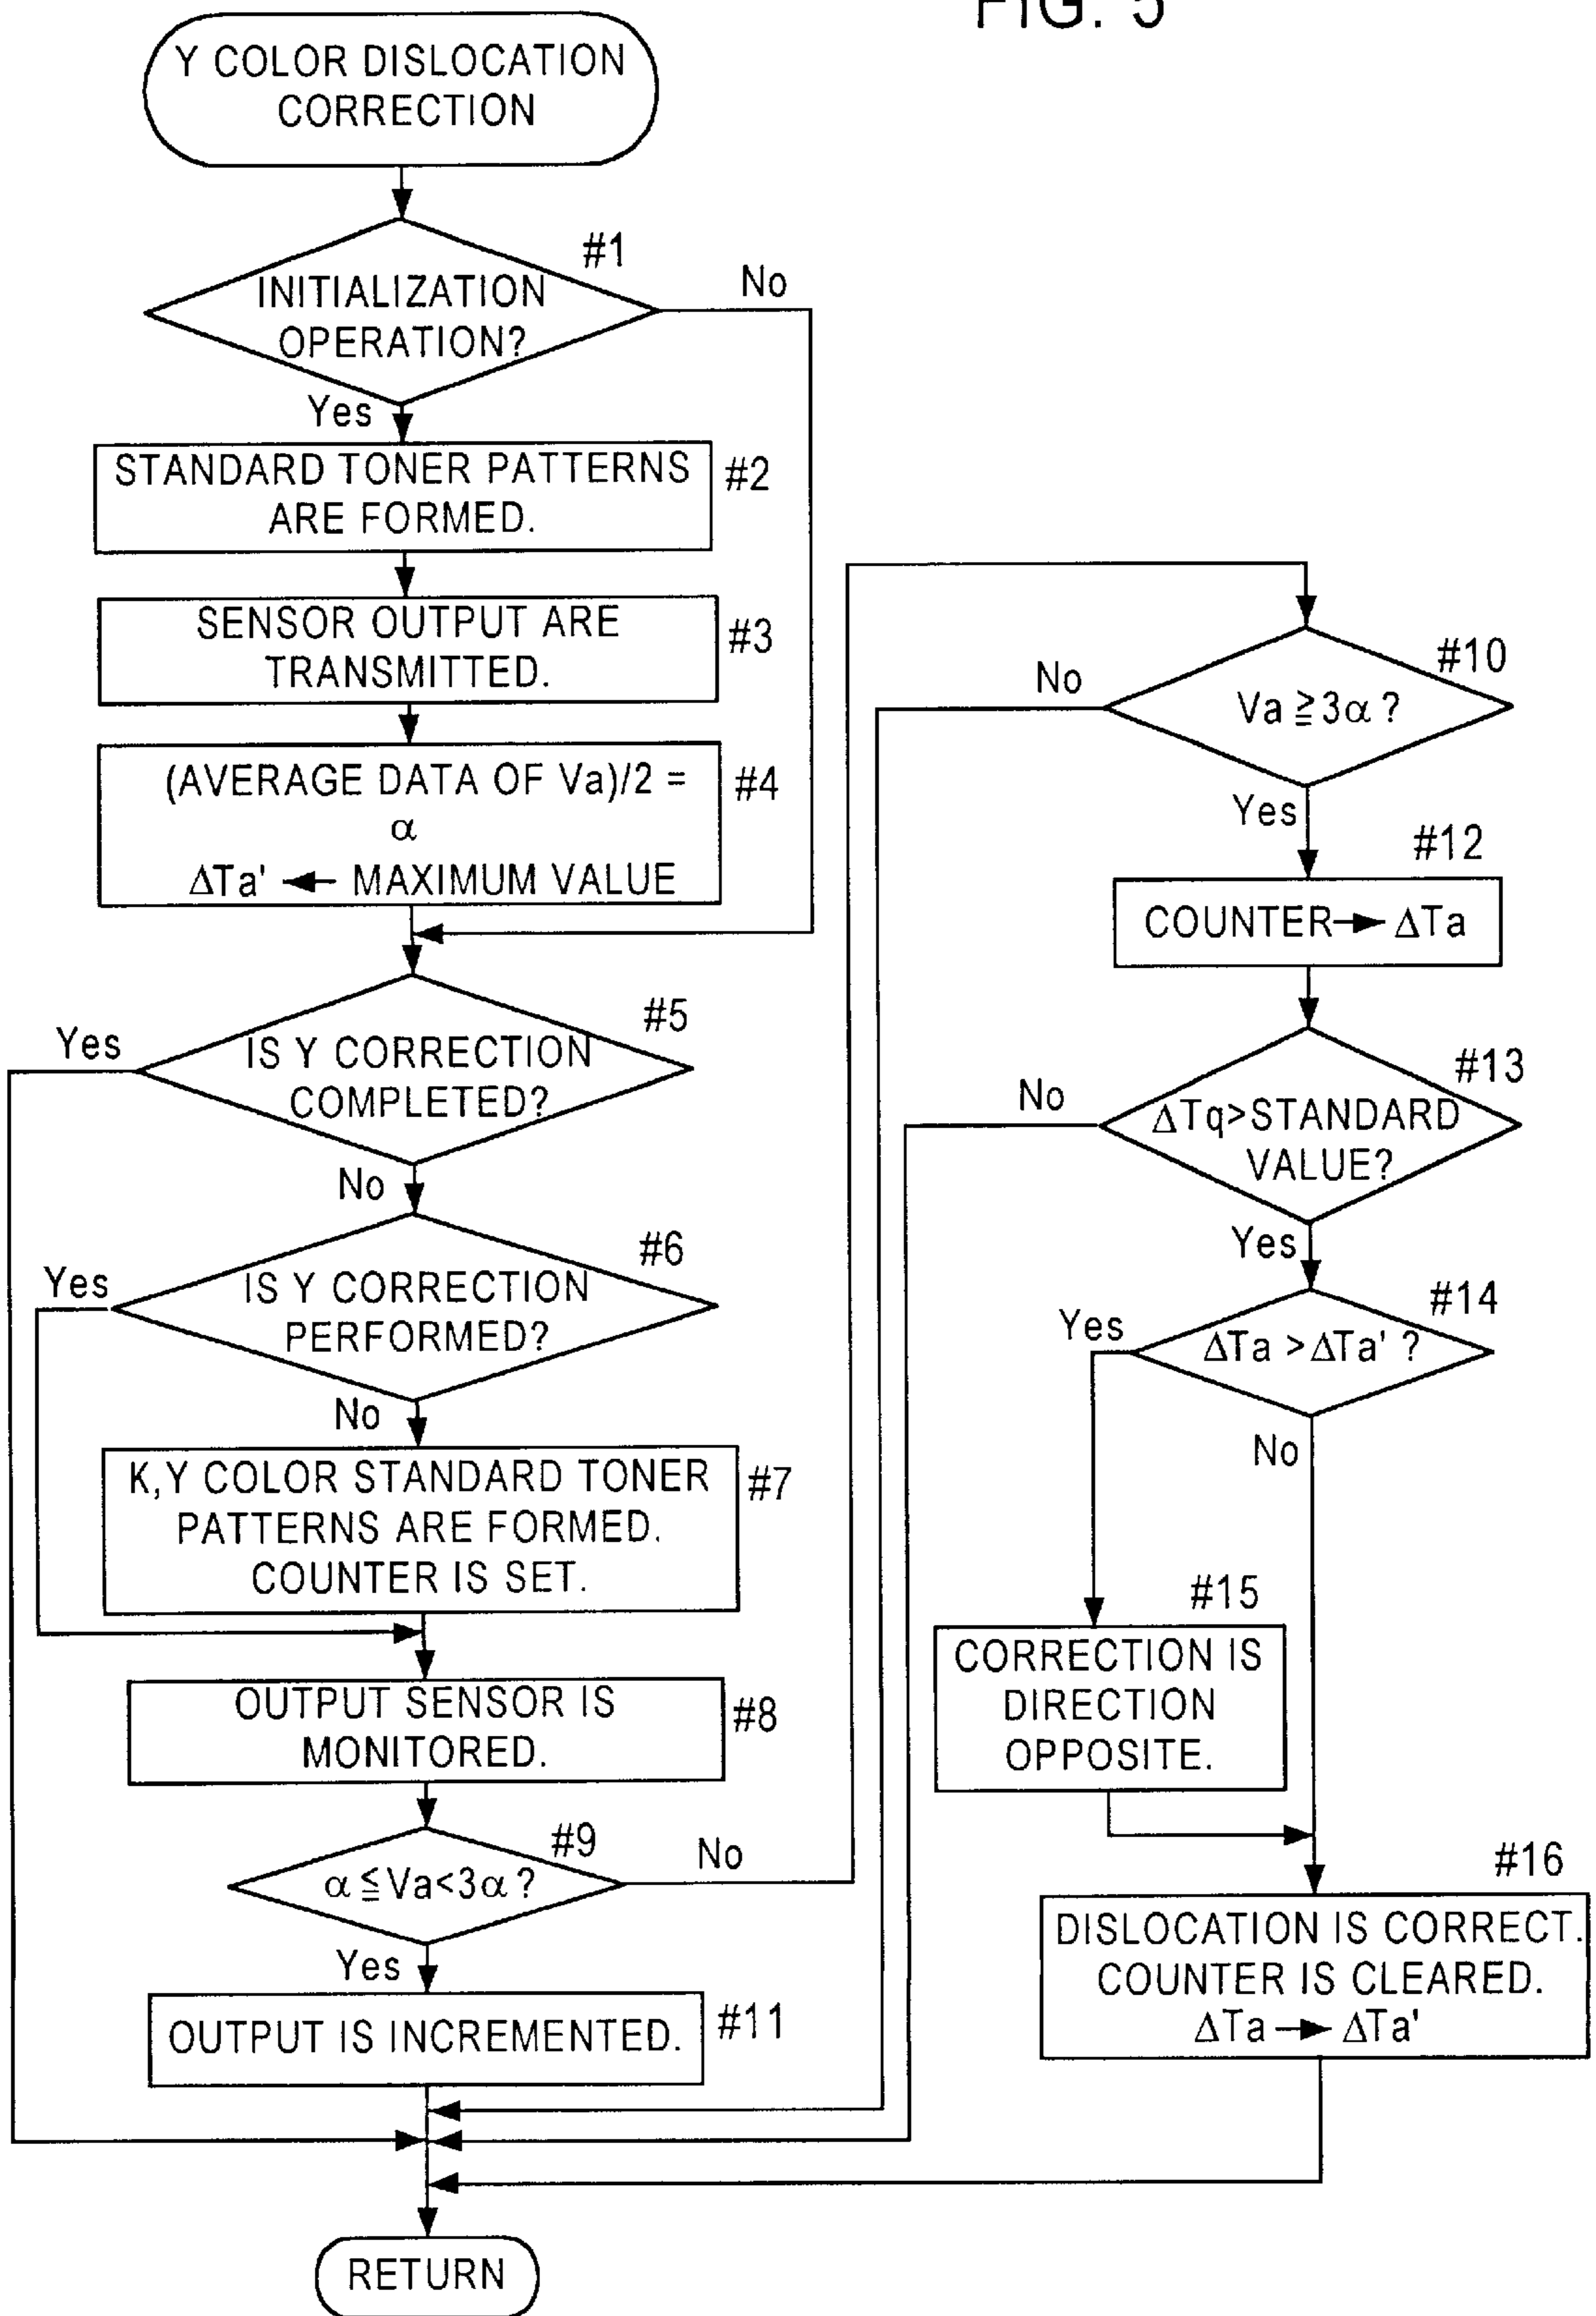 FIG. 5
Y COLOR DISLOCATION
CORRECTION
#1
INITIALIZATION
OPERATION?
No
Yes
STANDARD TONER PATTERNS
ARE FORMED.
#2
SENSOR OUTPUT ARE
TRANSMITTED.
#3
(AVERAGE DATA OF Va)/2 =
α
ΔTa' ← MAXIMUM VALUE
#4
#5
Yes
IS Y CORRECTION
COMPLETED?
No
#6
Yes
IS Y CORRECTION
PERFORMED?
No
K,Y COLOR STANDARD TONER
PATTERNS ARE FORMED.
COUNTER IS SET.
#7
OUTPUT SENSOR IS
MONITORED.
#8
#9
α ≦ Va<3α ?
No
Yes
OUTPUT IS INCREMENTED.
#11
RETURN
#10
No
Va ≧ 3α ?
Yes
#12
COUNTER → ΔTa
#13
No
ΔTq>STANDARD
VALUE?
Yes
#14
Yes
ΔTa > ΔTa' ?
No
#15
CORRECTION IS
DIRECTION
OPPOSITE.
#16
DISLOCATION IS CORRECT.
COUNTER IS CLEARED.
ΔTa → ΔTa'